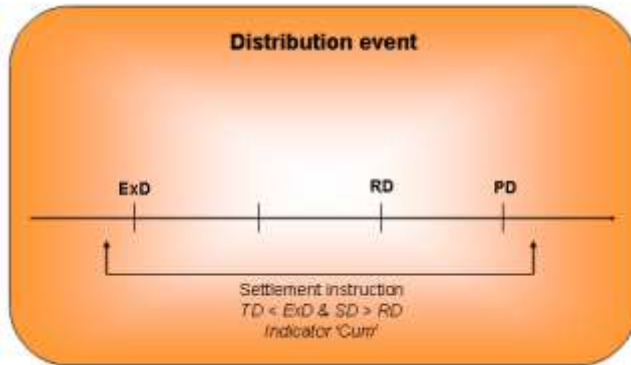 Distribution event
ExD RD PD
Settlement instruction
TD < ExD & SD > RD
Indicator 'Cum'